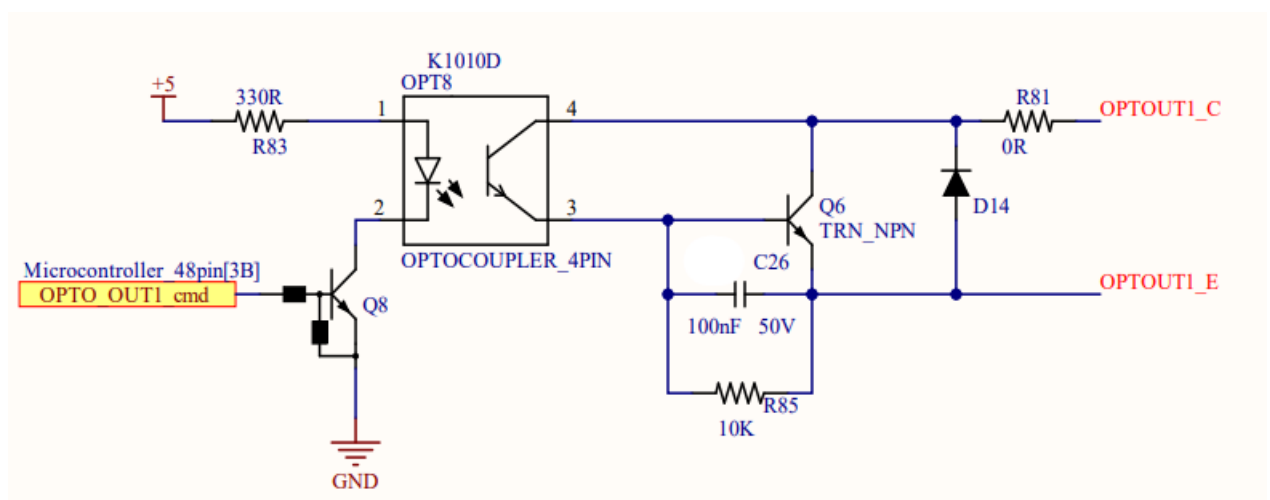 K1010D
OPT8
+5
330R
R83
1
4
R81
0R
OPTOUT1_C
2
3
Q6
TRN_NPN
D14
OPTOCOUPLER_4PIN
C26
Microcontroller_48pin[3B]
OPTO_OUT1_cmd
Q8
OPTOUT1_E
100nF 50V
R85
10K
GND